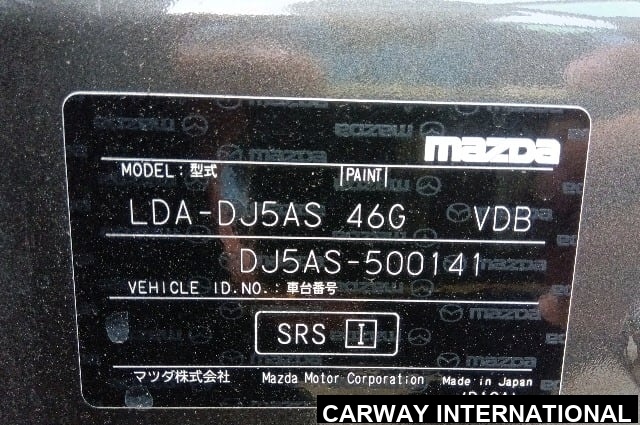 mazda
MODEL: 型式 PAINT
LDA-DJ5AS 46G VDB
DJ5AS-500141
VEHICLE ID.NO.: 車台番号
SRS I
マツダ株式会社 Mazda Motor Corporation Made in Japan
CARWAY INTERNATIONAL